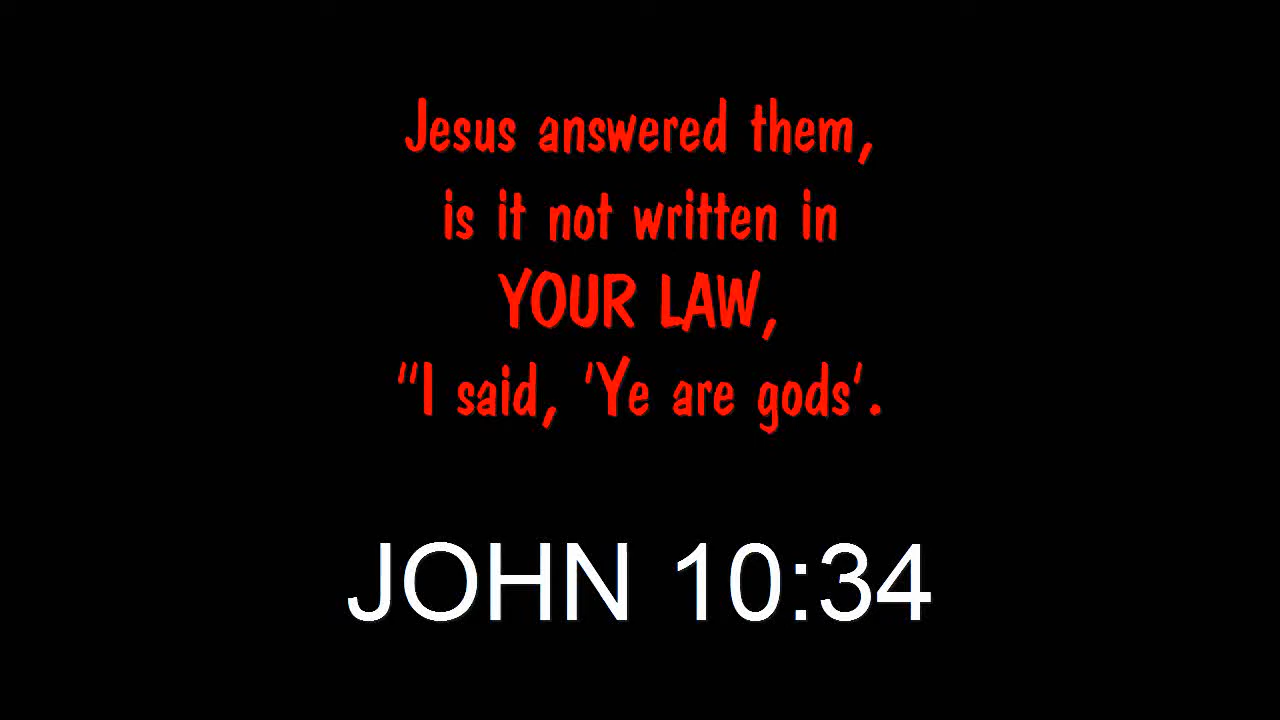 Jesus answered them,
is it not written in
YOUR LAW,
"I said, 'Ye are gods'.
JOHN 10:34